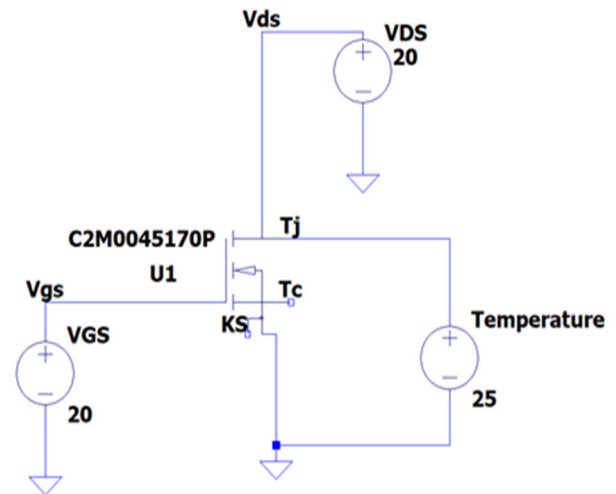 Vds
VDS
20
C2M0045170P
Tj
U1
Tc
Vgs
KS
VGS
20
Temperature
25